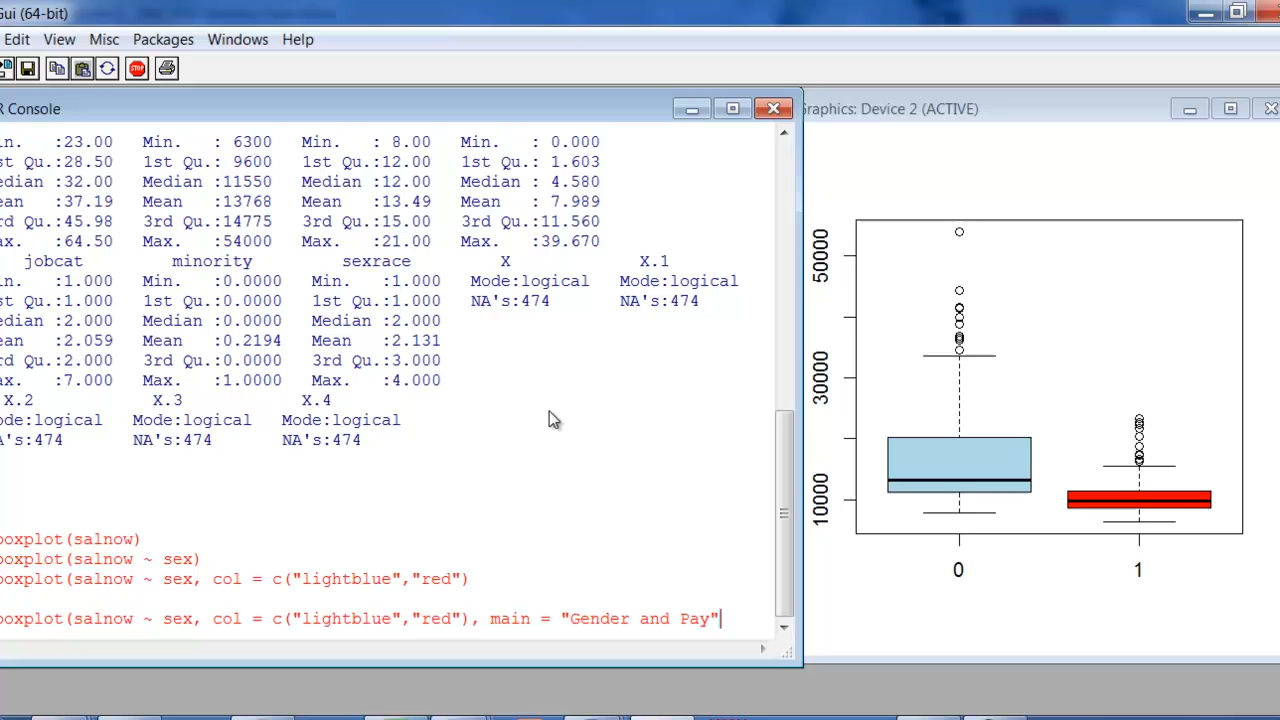 Gui (64-bit)
Edit View Misc Packages Windows Help
STOP
R Console
in. :23.00 Min. : 6300 Min. : 8.00 Min. : 0.000
st Qu.:28.50 1st Qu.: 9600 1st Qu.:12.00 1st Qu.: 1.603
edian :32.00 Median :11550 Median :12.00 Median : 4.580
ean :37.19 Mean :13768 Mean :13.49 Mean : 7.989
rd Qu.:45.98 3rd Qu.:14775 3rd Qu.:15.00 3rd Qu.:11.560
ax. :64.50 Max. :54000 Max. :21.00 Max. :39.670
jobcat minority sexrace X X.1
in. :1.000 Min. :0.0000 Min. :1.000 Mode:logical Mode:logical
st Qu.:1.000 1st Qu.:0.0000 1st Qu.:1.000 NA's:474 NA's:474
edian :2.000 Median :0.0000 Median :2.000
ean :2.059 Mean :0.2194 Mean :2.131
rd Qu.:2.000 3rd Qu.:0.0000 3rd Qu.:3.000
ax. :7.000 Max. :1.0000 Max. :4.000
X.2 X.3 X.4
ode:logical Mode:logical Mode:logical
A's:474 NA's:474 NA's:474
boxplot(salnow)
boxplot(salnow ~ sex)
boxplot(salnow ~ sex, col = c("lightblue","red")
boxplot(salnow ~ sex, col = c("lightblue","red"), main = "Gender and Pay"
Graphics: Device 2 (ACTIVE)
50000
30000
10000
0 1